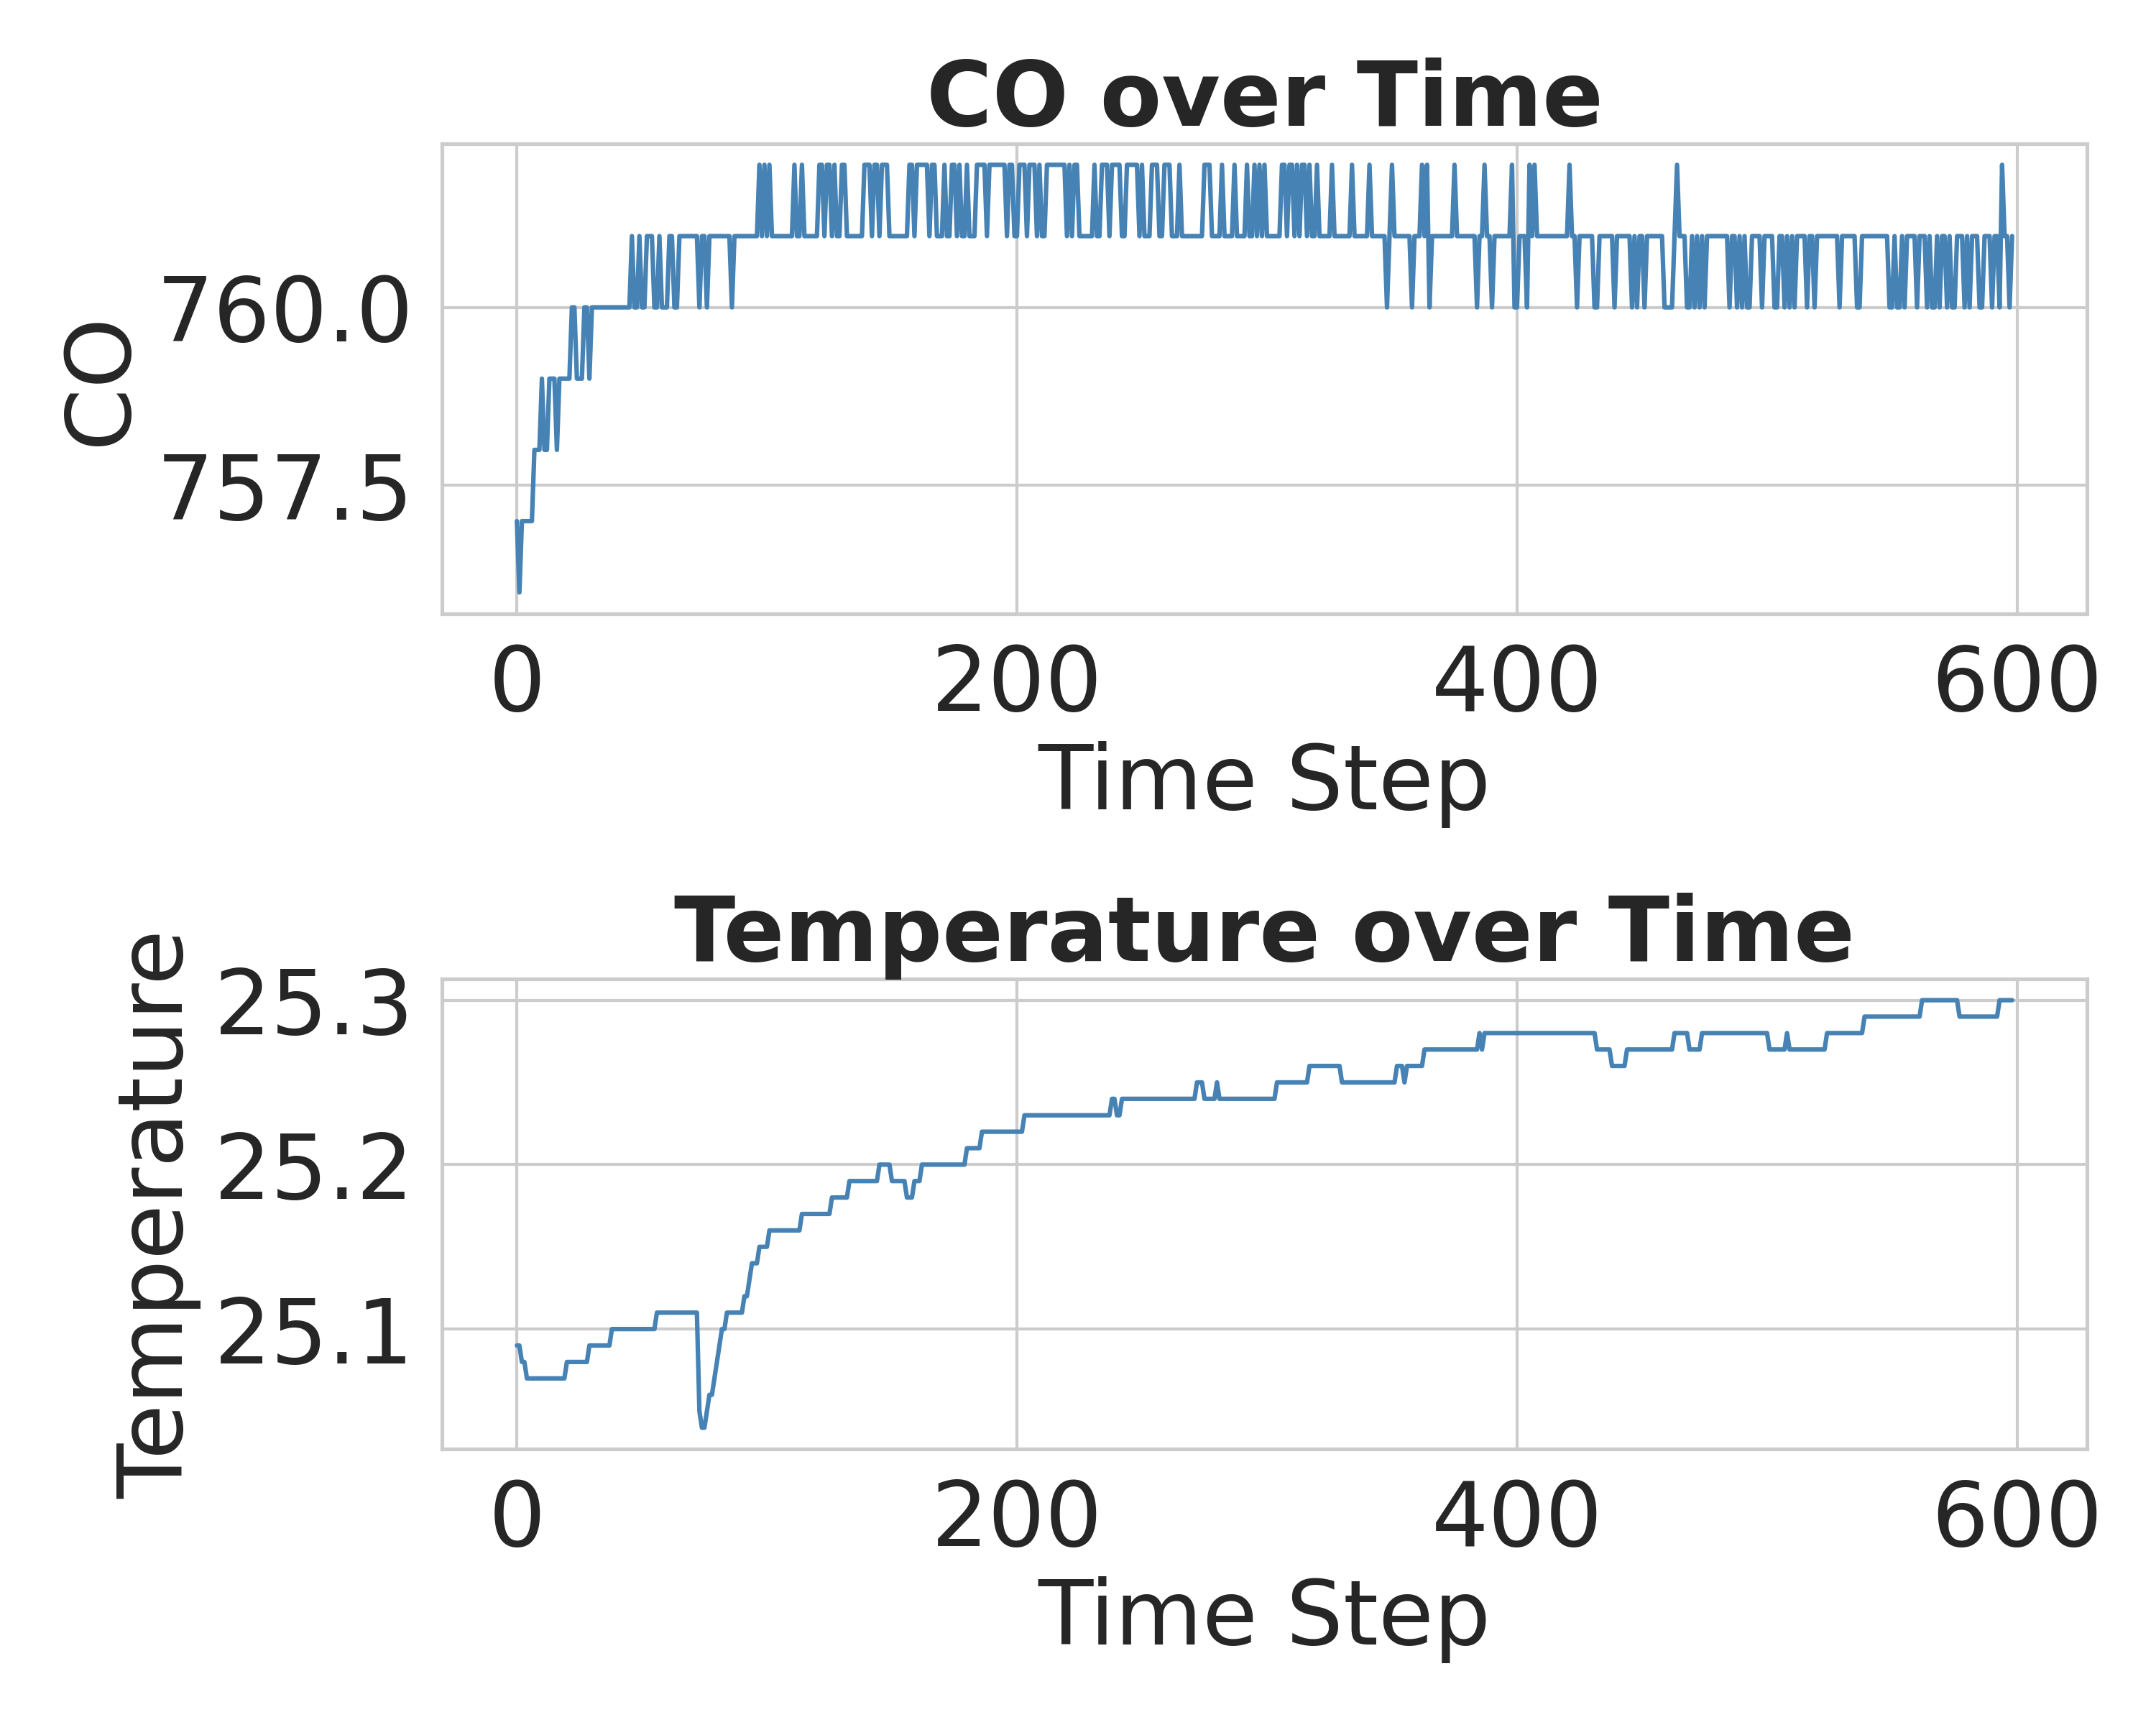 CO over Time
CO
760.0
757.5
0 200 400 600
Time Step
Temperature over Time
Temperature
25.3
25.2
25.1
0 200 400 600
Time Step